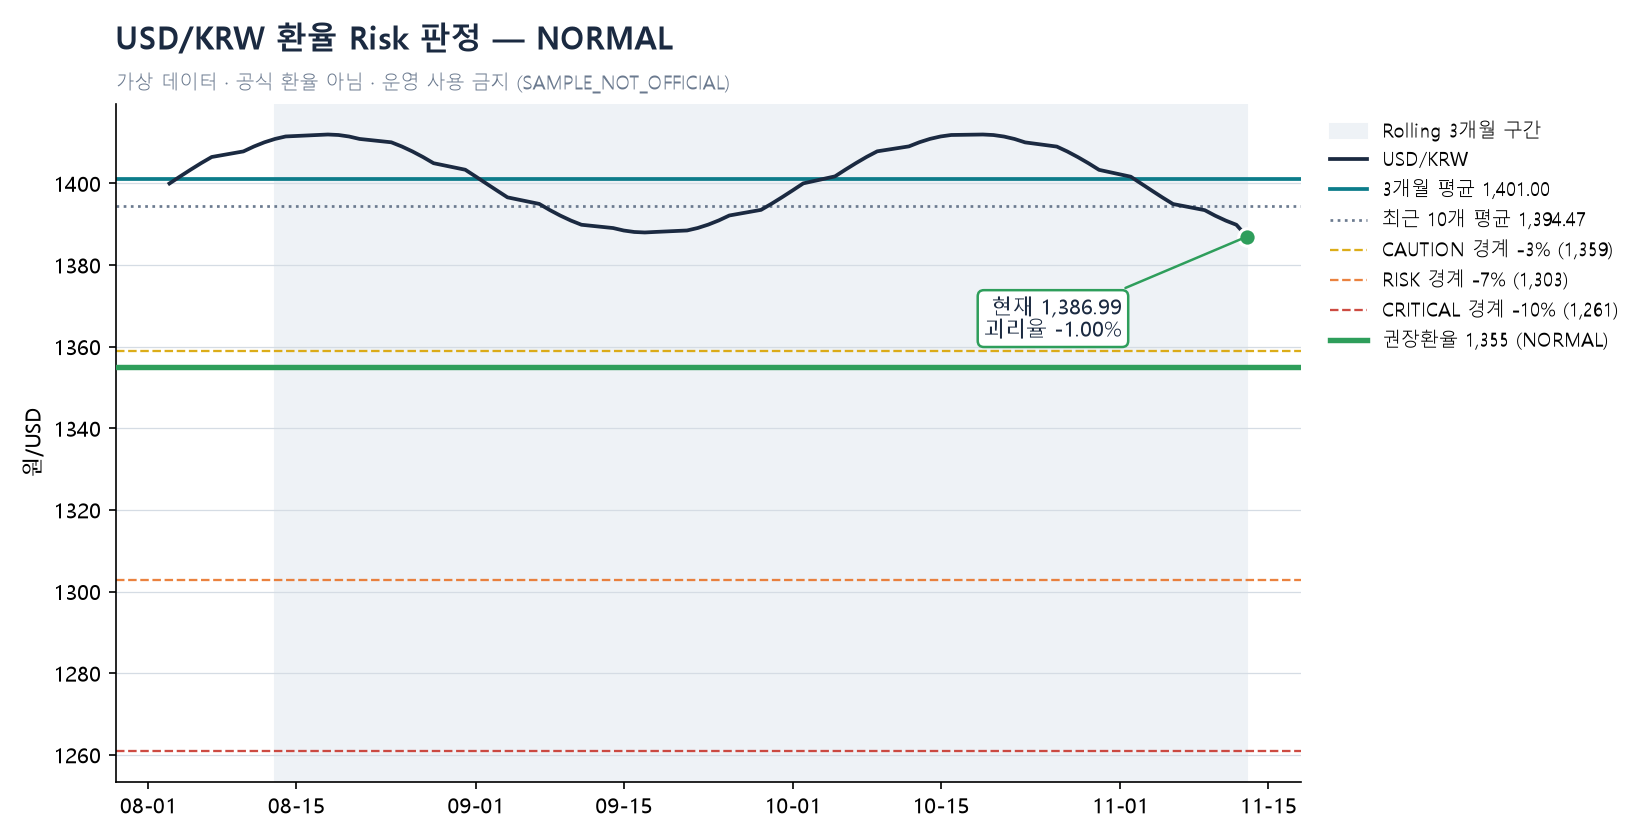 USD/KRW 환율 Risk 판정 — NORMAL
가상 데이터 · 공식 환율 아님 · 운영 사용 금지 (SAMPLE_NOT_OFFICIAL)
원/USD
1400
1380
1360
1340
1320
1300
1280
1260
현재 1,386.99
괴리율 -1.00%
08-01 08-15 09-01 09-15 10-01 10-15 11-01 11-15
Rolling 3개월 구간
USD/KRW
3개월 평균 1,401.00
최근 10개 평균 1,394.47
CAUTION 경계 -3% (1,359)
RISK 경계 -7% (1,303)
CRITICAL 경계 -10% (1,261)
권장환율 1,355 (NORMAL)